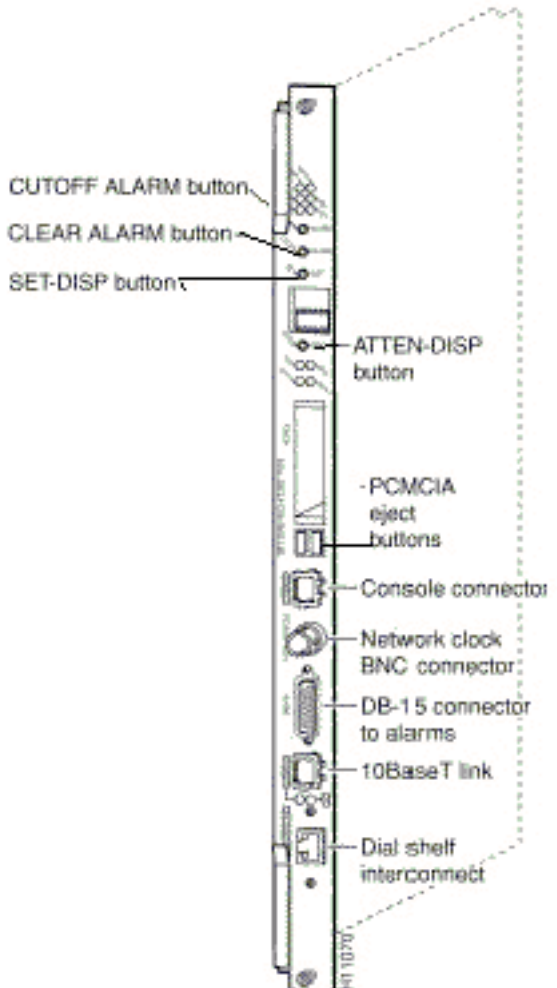 CUTOFF ALARM button
CLEAR ALARM button
SET-DISP button
ATTEN-DISP
button
PCMCIA
eject
buttons
Console connector
Network clock
BNC connector
DB-15 connector
to alarms
10BaseT link
Dial shelf
interconnect
H11070